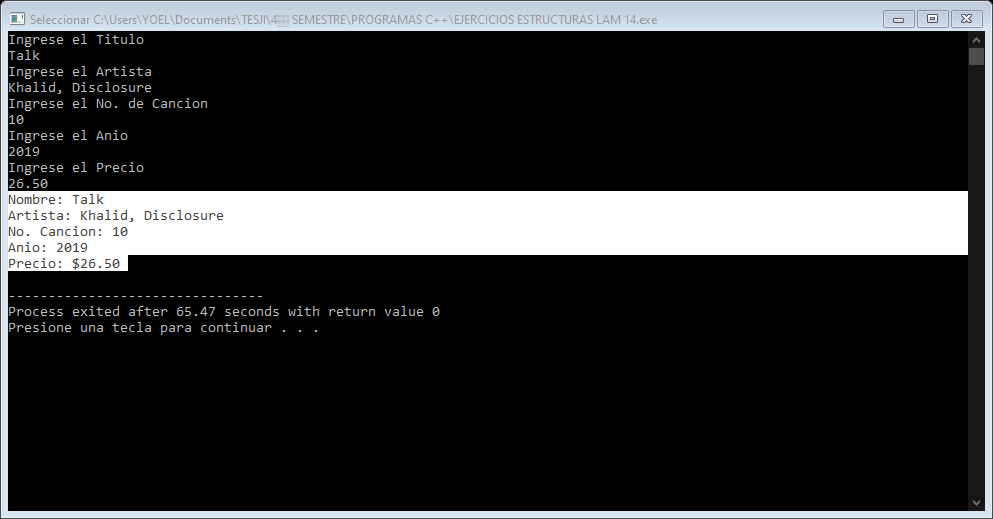 Seleccionar C:\Users\YOEL\Documents\TESJI\4 SEMESTRE\PROGRAMAS C++\EJERCICIOS ESTRUCTURAS LAM 14.exe
Ingrese el Titulo
Talk
Ingrese el Artista
Khalid, Disclosure
Ingrese el No. de Cancion
10
Ingrese el Anio
2019
Ingrese el Precio
26.50
Nombre: Talk
Artista: Khalid, Disclosure
No. Cancion: 10
Anio: 2019
Precio: $26.50
--------------------------------
Process exited after 65.47 seconds with return value 0
Presione una tecla para continuar . . .